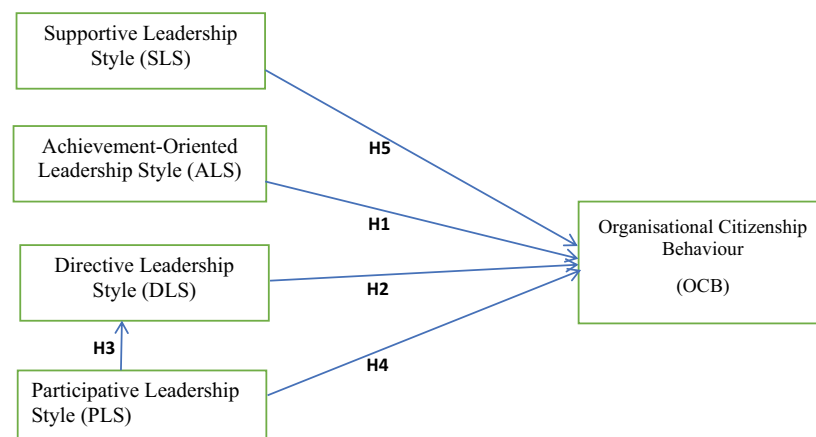 Supportive Leadership
Style (SLS)
H5
Achievement-Oriented
Leadership Style (ALS)
H1
Organisational Citizenship
Behaviour
(OCB)
Directive Leadership
Style (DLS)
H2
H3
H4
Participative Leadership
Style (PLS)